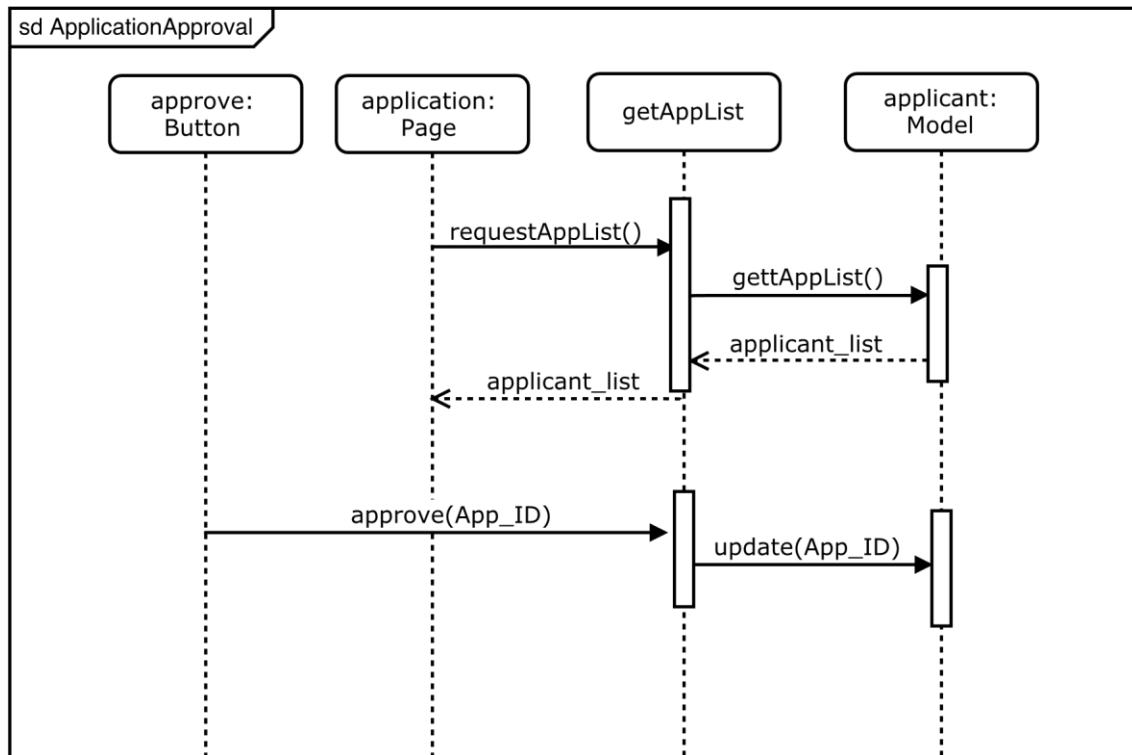 sd ApplicationApproval
approve:
Button
application:
Page
getAppList
applicant:
Model
requestAppList()
gettAppList()
applicant_list
applicant_list
approve(App_ID)
update(App_ID)